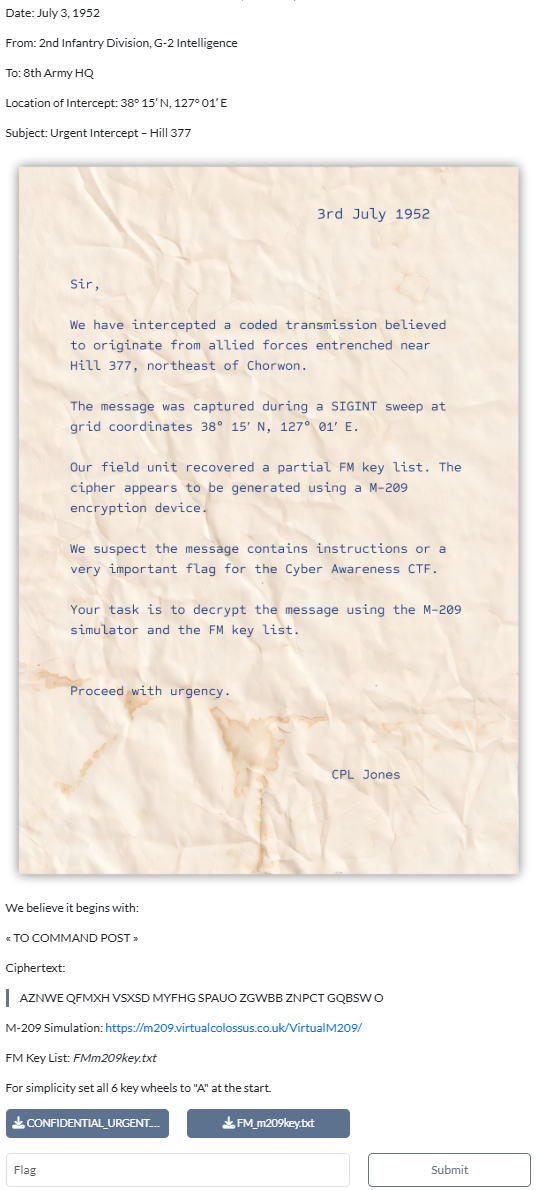 Date: July 3, 1952
From: 2nd Infantry Division, G-2 Intelligence
To: 8th Army HQ
Location of Intercept: 38° 15′ N, 127° 01′ E
Subject: Urgent Intercept – Hill 377
3rd July 1952
Sir,
We have intercepted a coded transmission believed
to originate from allied forces entrenched near
Hill 377, northeast of Chorwon.
The message was captured during a SIGINT sweep at
grid coordinates 38° 15′ N, 127° 01′ E.
Our field unit recovered a partial FM key list. The
cipher appears to be generated using a M-209
encryption device.
We suspect the message contains instructions or a
very important flag for the Cyber Awareness CTF.
Your task is to decrypt the message using the M-209
simulator and the FM key list.
Proceed with urgency.
CPL Jones
We believe it begins with:
« TO COMMAND POST »
Ciphertext:
AZNWE QFMXH VSXSD MYFHG SPAUO ZGWBB ZNPCT GQBSW O
M-209 Simulation: https://m209.virtualcolossus.co.uk/VirtualM209/
FM Key List: FMm209key.txt
For simplicity set all 6 key wheels to "A" at the start.
CONFIDENTIAL_URGENT.... FM_m209key.txt
Flag Submit